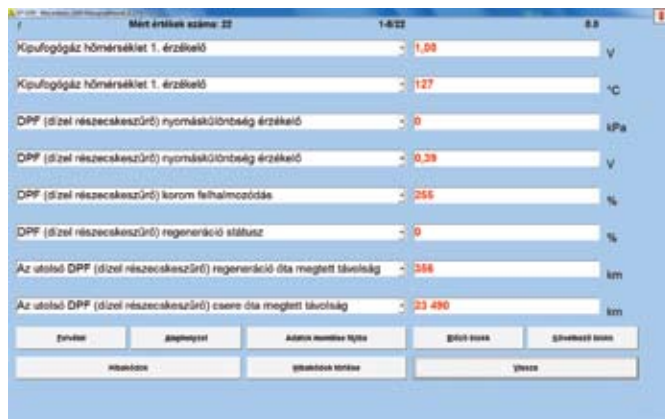 Mért értékek száma: 22 1-8/22
Kipufogógáz hőmérséklet 1. érzékelő 1,08 V
Kipufogógáz hőmérséklet 1. érzékelő 127 °C
DPF (dízel részecskeszűrő) nyomáskülönbség érzékelő 0 kPa
DPF (dízel részecskeszűrő) nyomáskülönbség érzékelő 0,39 V
DPF (dízel részecskeszűrő) korom felhalmozódás 255 %
DPF (dízel részecskeszűrő) regeneráció státusz 0 %
Az utolsó DPF (dízel részecskeszűrő) regeneráció óta megtett távolság 356 km
Az utolsó DPF (dízel részecskeszűrő) csere óta megtett távolság 23 490 km
Alaphelyzet Adatok mentése fájlba Előző blokk Következő blokk
Hibakódok Hibakódok törlése Vissza